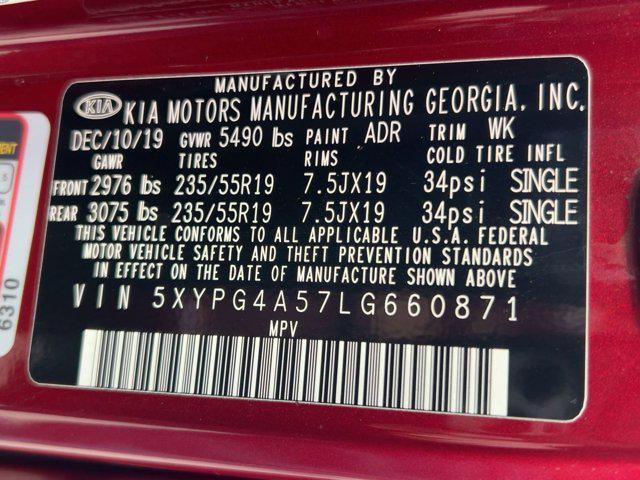 MANUFACTURED BY
KIA KIA MOTORS MANUFACTURING GEORGIA, INC.
DEC/10/19 GVWR 5490 lbs PAINT ADR TRIM WK
GAWR TIRES RIMS COLD TIRE INFL
FRONT 2976 lbs 235/55R19 7.5JX19 34psi SINGLE
REAR 3075 lbs 235/55R19 7.5JX19 34psi SINGLE
THIS VEHICLE CONFORMS TO ALL APPLICABLE U.S.A. FEDERAL
MOTOR VEHICLE SAFETY AND THEFT PREVENTION STANDARDS
IN EFFECT ON THE DATE OF MANUFACTURE SHOWN ABOVE
VIN 5XYPG4A57LG660871
MPV
6310